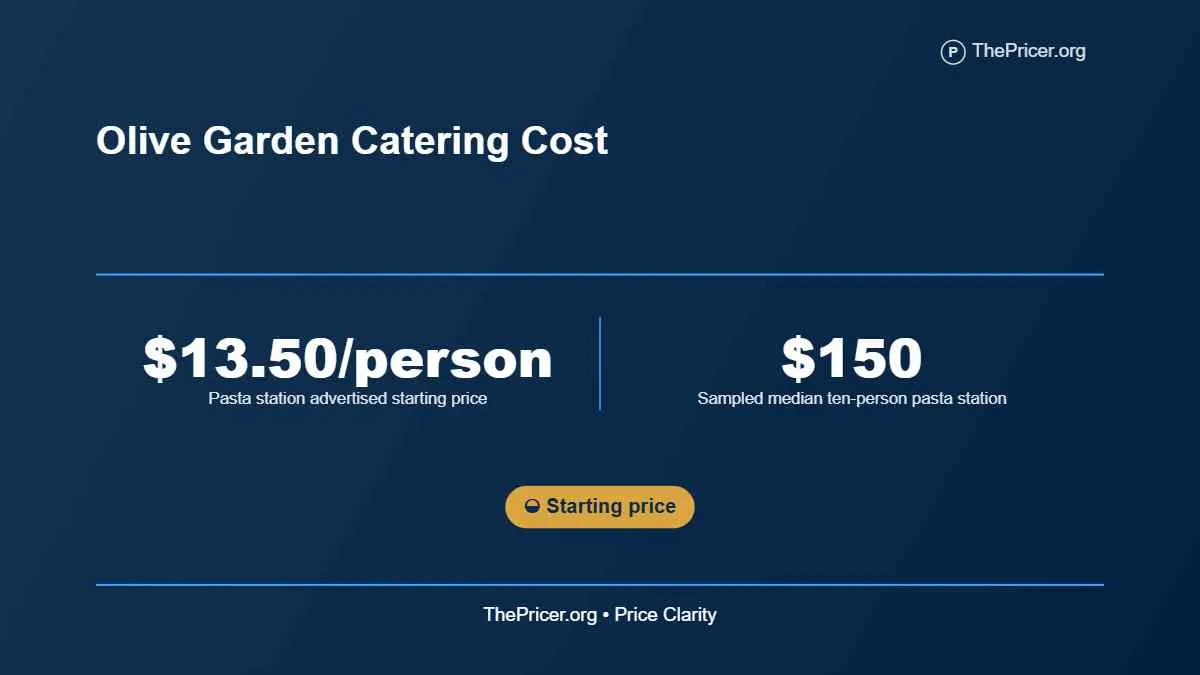 P ThePricer.org
Olive Garden Catering Cost
$13.50/person
Pasta station advertised starting price
$150
Sampled median ten-person pasta station
Starting price
ThePricer.org • Price Clarity